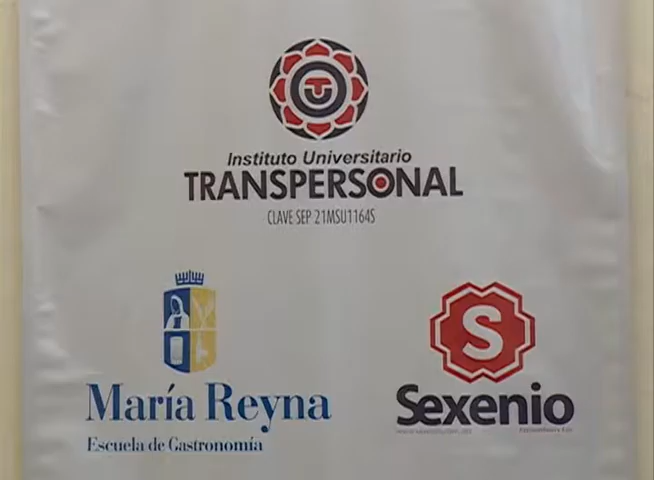 Instituto Universitario
TRANSPERSONAL
CLAVE SEP 21MSU1164S
María Reyna
Escuela de Gastronomía
S
Sexenio